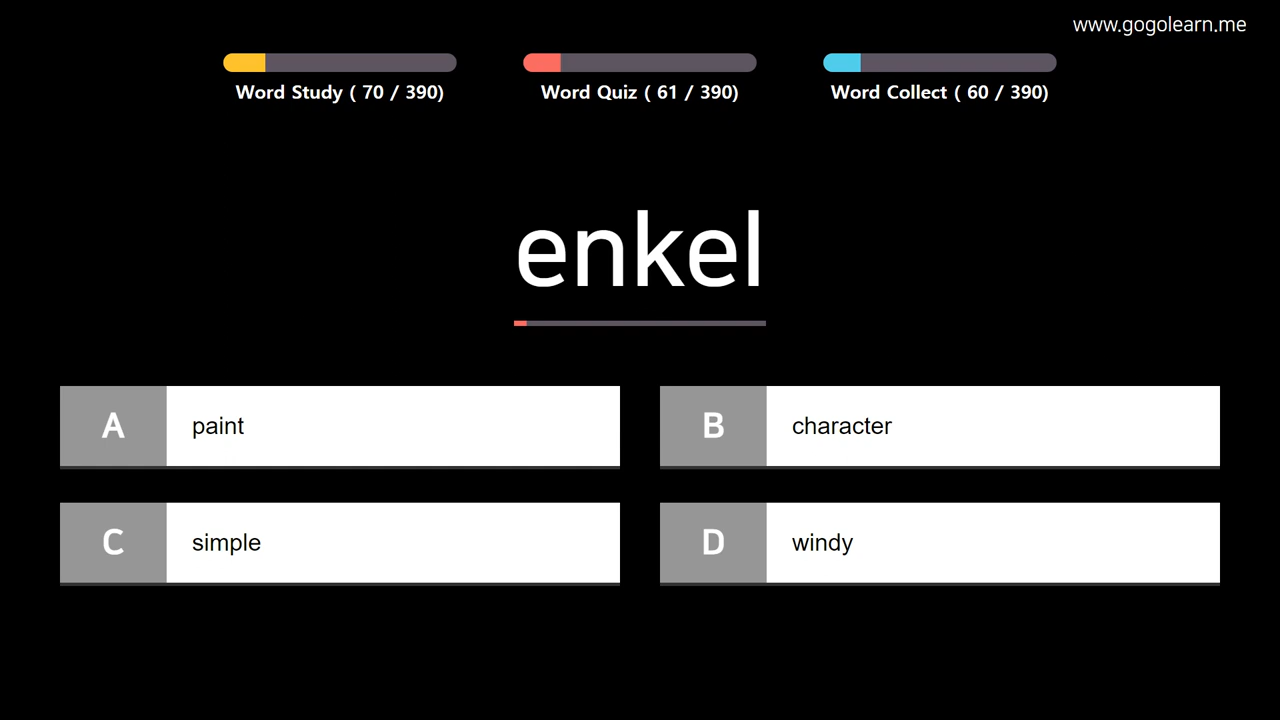 www.gogolearn.me
Word Study ( 70 / 390)
Word Quiz ( 61 / 390)
Word Collect ( 60 / 390)
enkel
A paint
B character
C simple
D windy